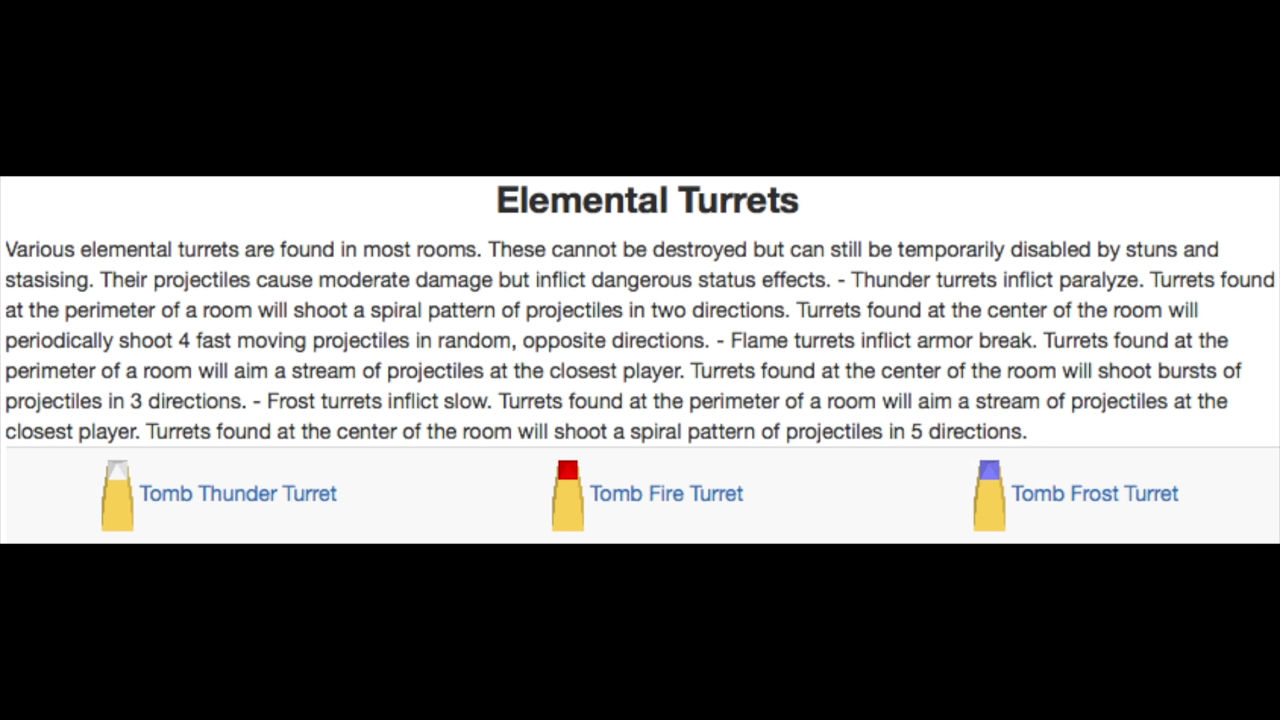 Elemental Turrets
Various elemental turrets are found in most rooms. These cannot be destroyed but can still be temporarily disabled by stuns and
stasising. Their projectiles cause moderate damage but inflict dangerous status effects. - Thunder turrets inflict paralyze. Turrets found
at the perimeter of a room will shoot a spiral pattern of projectiles in two directions. Turrets found at the center of the room will
periodically shoot 4 fast moving projectiles in random, opposite directions. - Flame turrets inflict armor break. Turrets found at the
perimeter of a room will aim a stream of projectiles at the closest player. Turrets found at the center of the room will shoot bursts of
projectiles in 3 directions. - Frost turrets inflict slow. Turrets found at the perimeter of a room will aim a stream of projectiles at the
closest player. Turrets found at the center of the room will shoot a spiral pattern of projectiles in 5 directions.
Tomb Thunder Turret Tomb Fire Turret Tomb Frost Turret